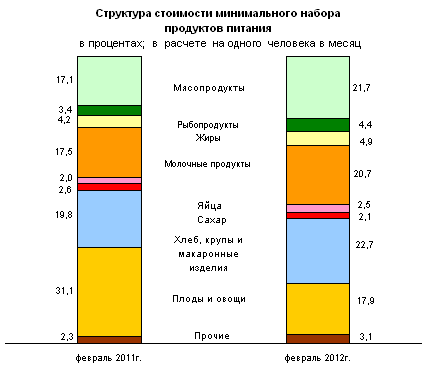 Структура стоимости минимального набора
продуктов питания
в процентах; в расчете на одного человека в месяц
17,1
Масопродукты
21,7
3,4
Рыбопродукты
4,4
4,2
Жиры
4,9
17,5
Молочные продукты
20,7
2,0
Яйца
2,5
2,6
Сахар
2,1
19,8
Хлеб, крупы и
макаронные
изделия
22,7
31,1
Плоды и овощи
17,9
2,3
Прочие
3,1
февраль 2011г.
февраль 2012г.